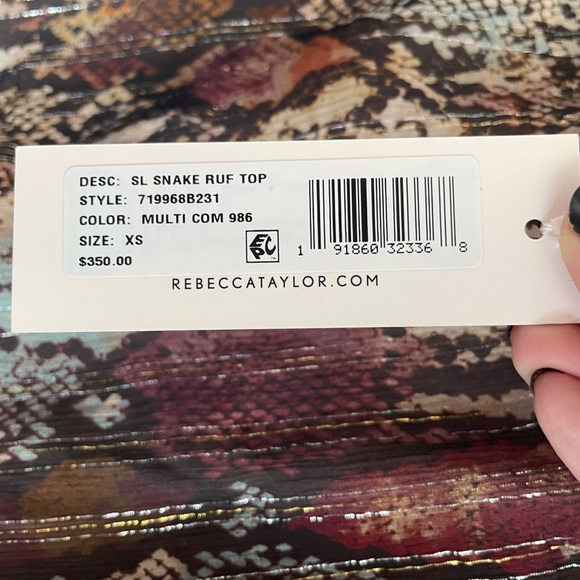 DESC: SL SNAKE RUF TOP
STYLE: 719968B231
COLOR: MULTI COM 986
SIZE: XS
$350.00
EPC
1 91860 32336 8
REBECCATAYLOR.COM